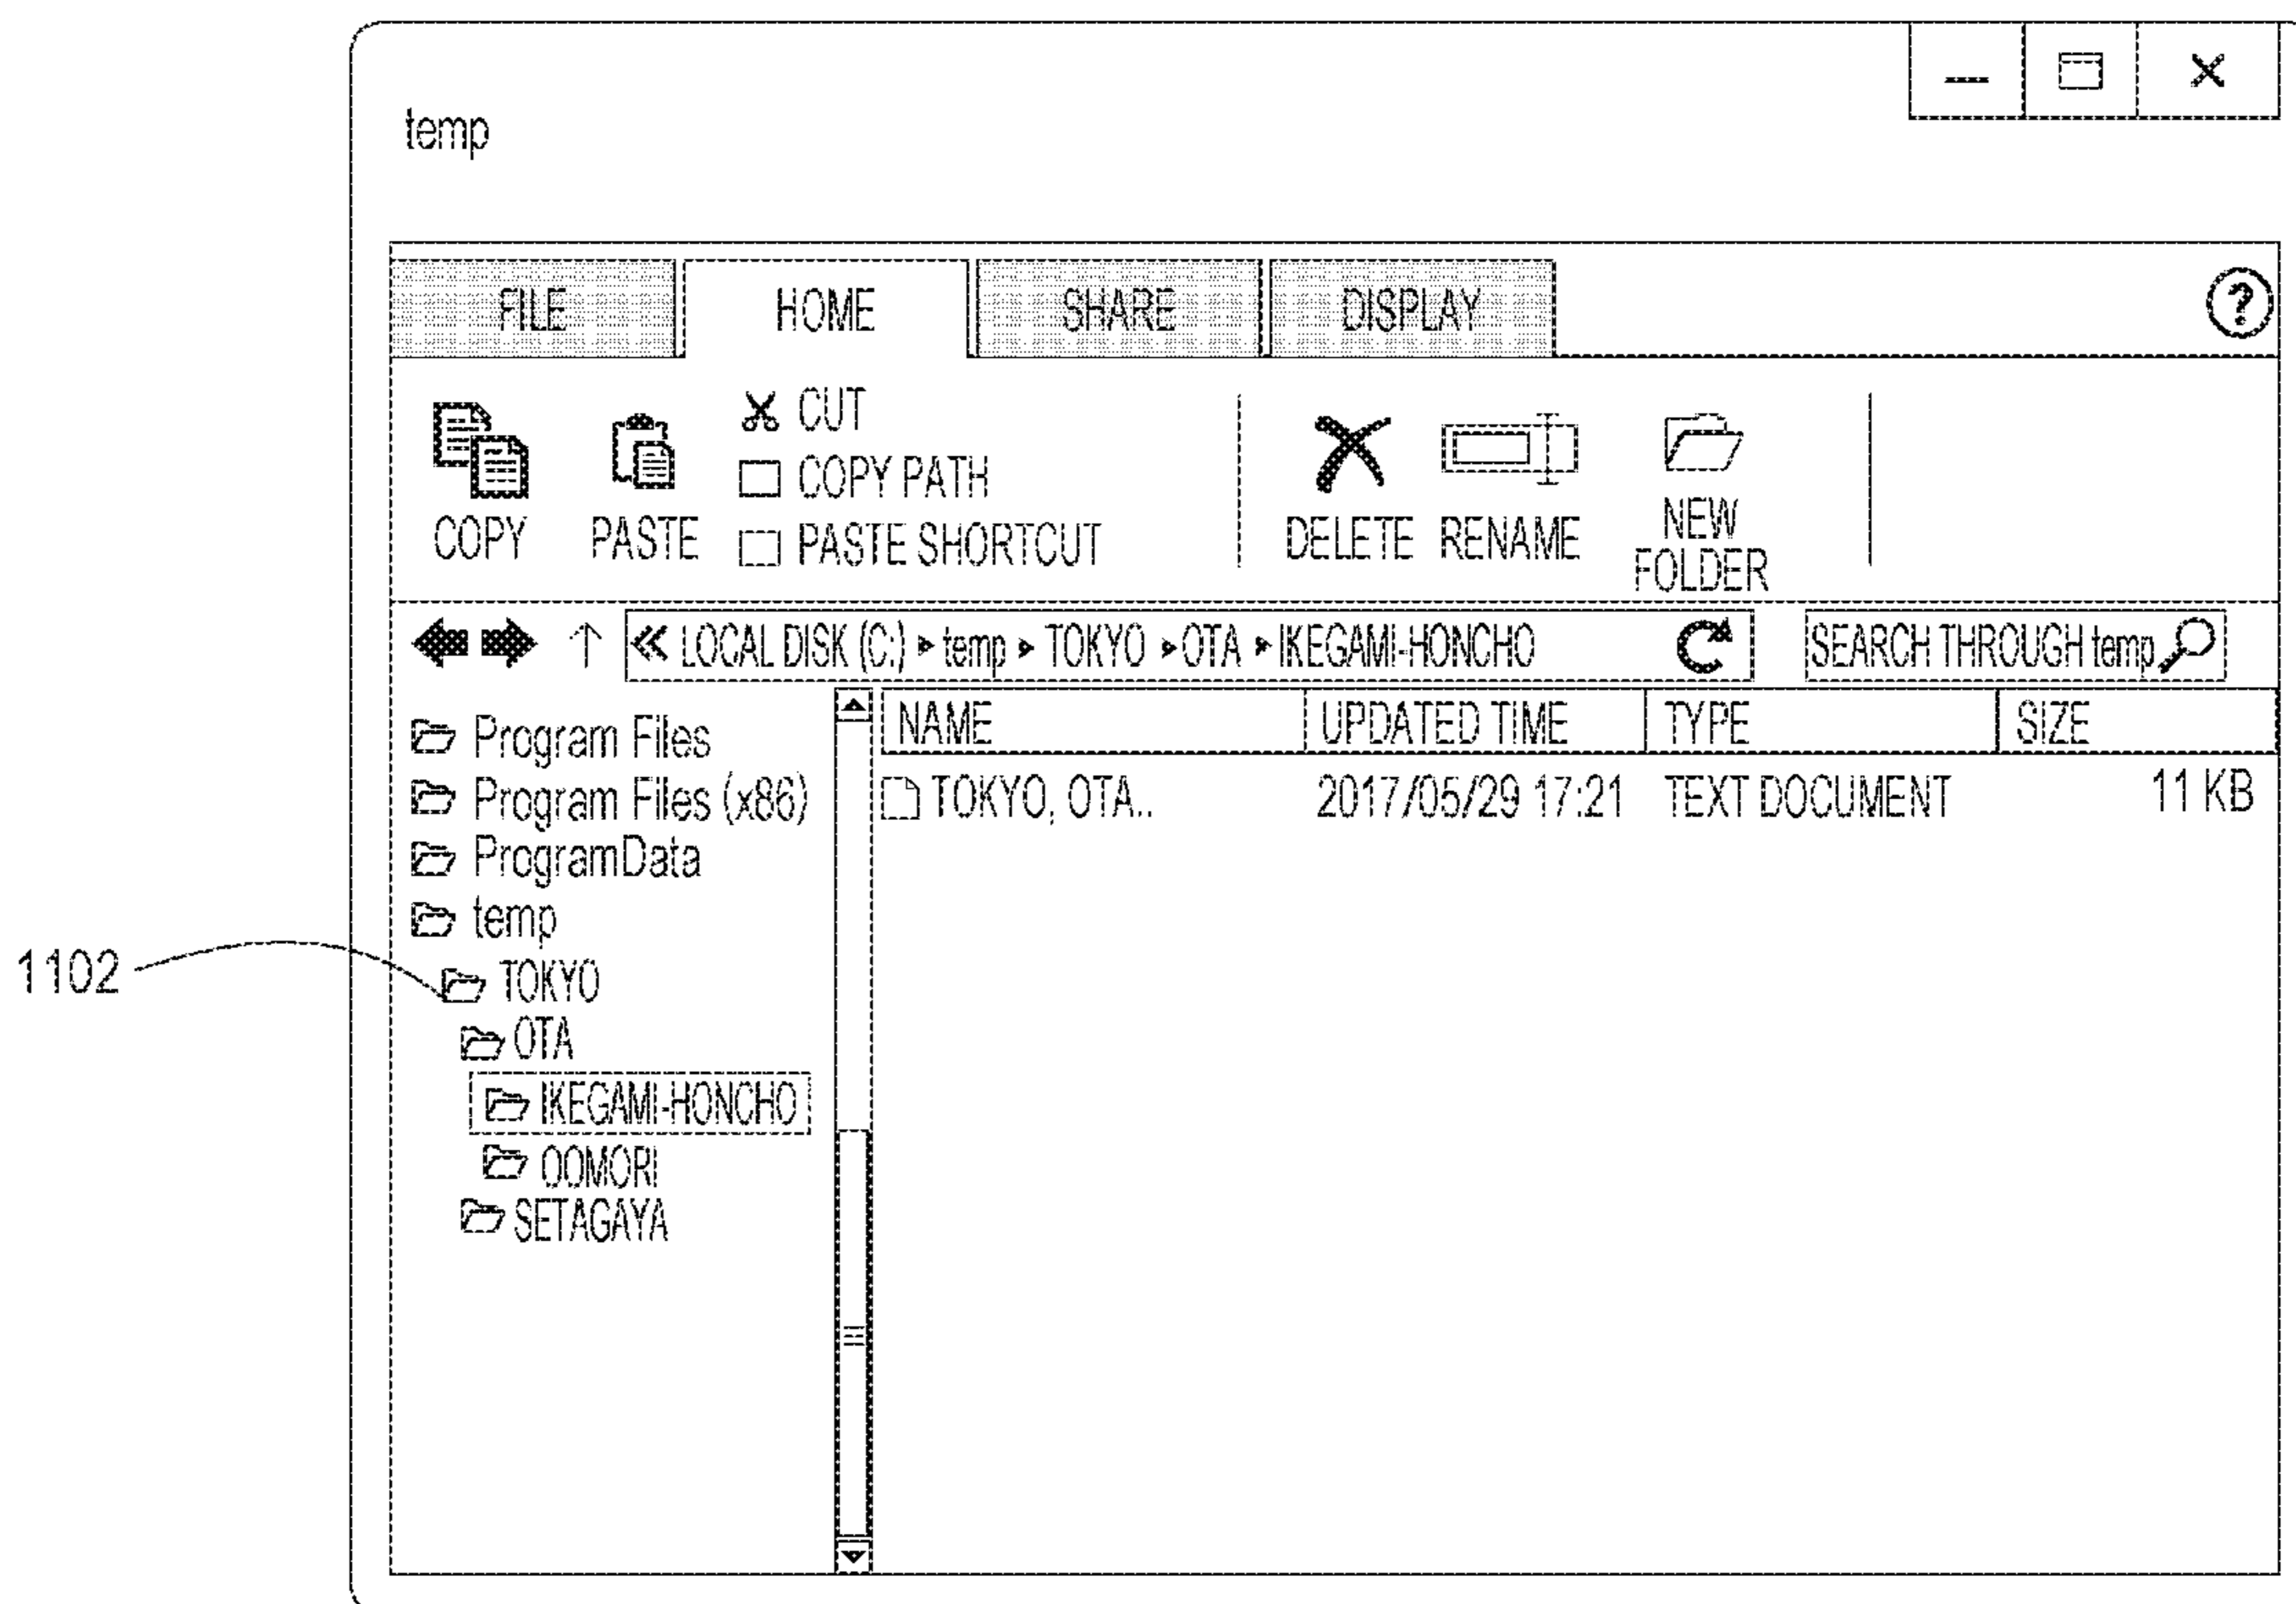 temp
FILE HOME SHARE DISPLAY ?
CUT
COPY PATH
COPY PASTE PASTE SHORTCUT DELETE RENAME NEW FOLDER
LOCAL DISK (C:) ▸ temp ▸ TOKYO ▸ OTA ▸ IKEGAMI-HONCHO SEARCH THROUGH temp
NAME UPDATED TIME TYPE SIZE
TOKYO, OTA.. 2017/05/29 17:21 TEXT DOCUMENT 11 KB
Program Files
Program Files (x86)
ProgramData
temp
1102 TOKYO
OTA
IKEGAMI-HONCHO
OOMORI
SETAGAYA